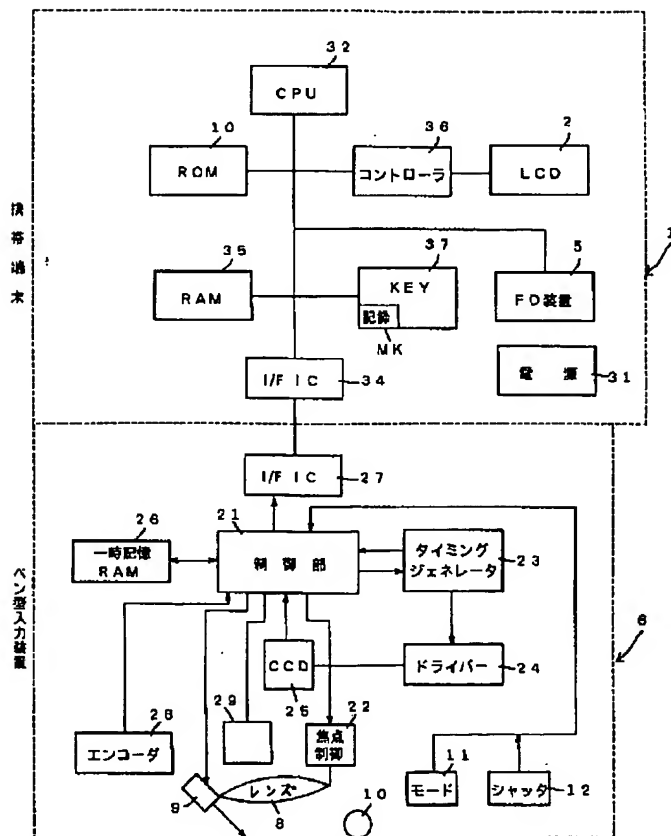 32
CPU
10
ROM
36
コントローラ
2
LCD
携帯端末
1
35
RAM
37
KEY
記録
MK
5
FD装置
電源
31
I/F IC
34
I/F IC
27
ペン型入力装置
26
一時記憶
RAM
21
制御部
タイミング
ジェネレータ
23
6
CCD
25
ドライバー
24
28
エンコーダ
29
22
焦点
制御
レンズ
8
9
10
11
モード
シャッタ
12